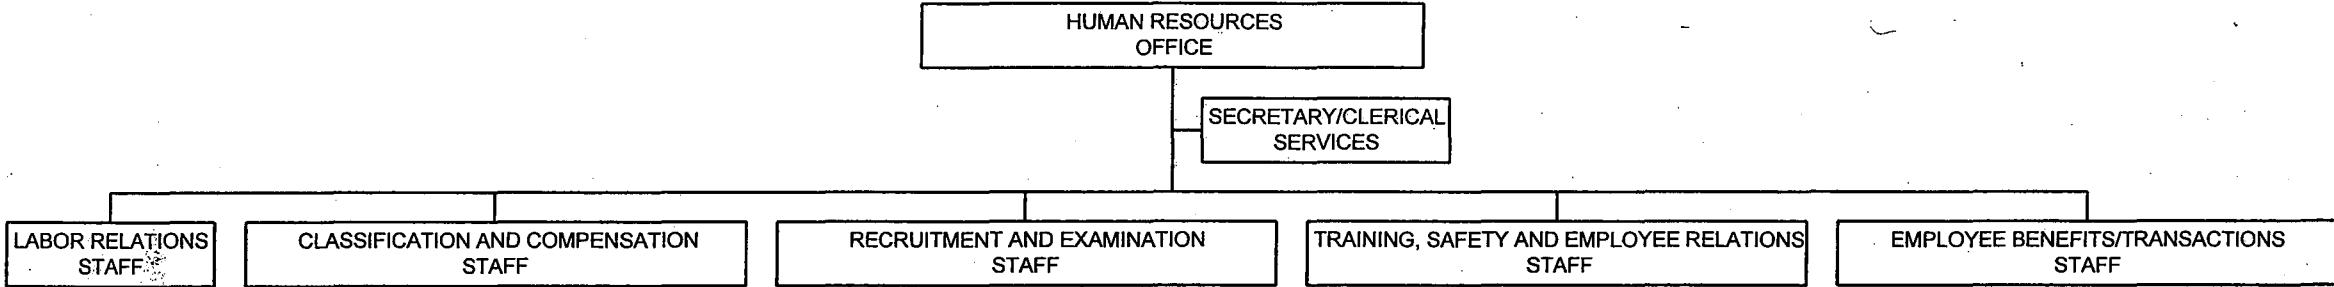 HUMAN RESOURCES
OFFICE
SECRETARY/CLERICAL
SERVICES
LABOR RELATIONS
STAFF
CLASSIFICATION AND COMPENSATION
STAFF
RECRUITMENT AND EXAMINATION
STAFF
TRAINING, SAFETY AND EMPLOYEE RELATIONS
STAFF
EMPLOYEE BENEFITS/TRANSACTIONS
STAFF